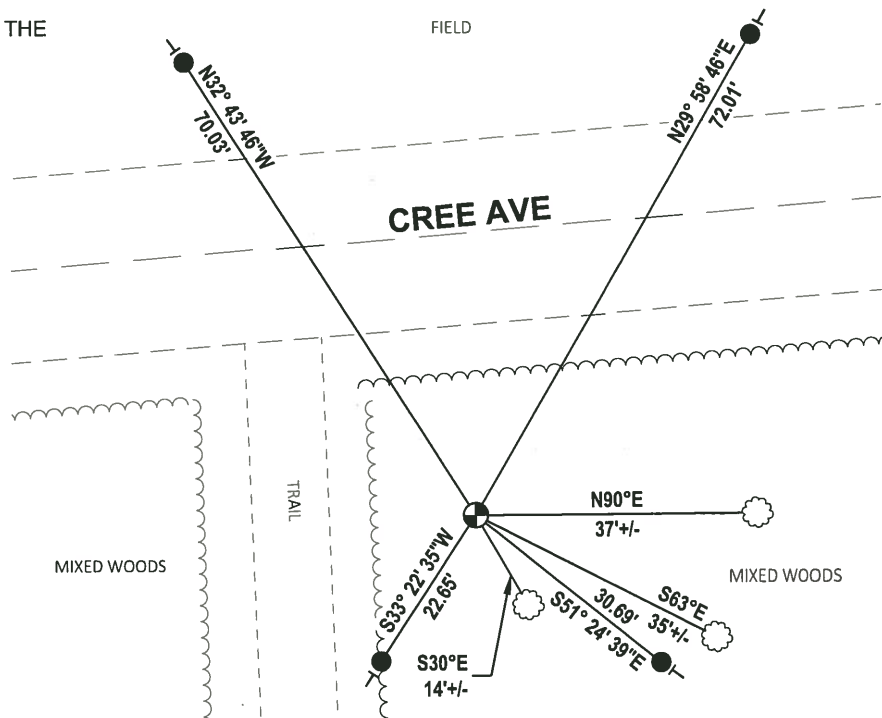 THE
FIELD
N32° 43' 46"W
70.03'
N29° 58' 46"E
72.01'
CREE AVE
TRAIL
N90°E
37'+/-
MIXED WOODS
MIXED WOODS
S33° 22' 35"W
22.65'
S63°E
35'+/-
30.69'
S51° 24' 39"E
S30°E
14'+/-